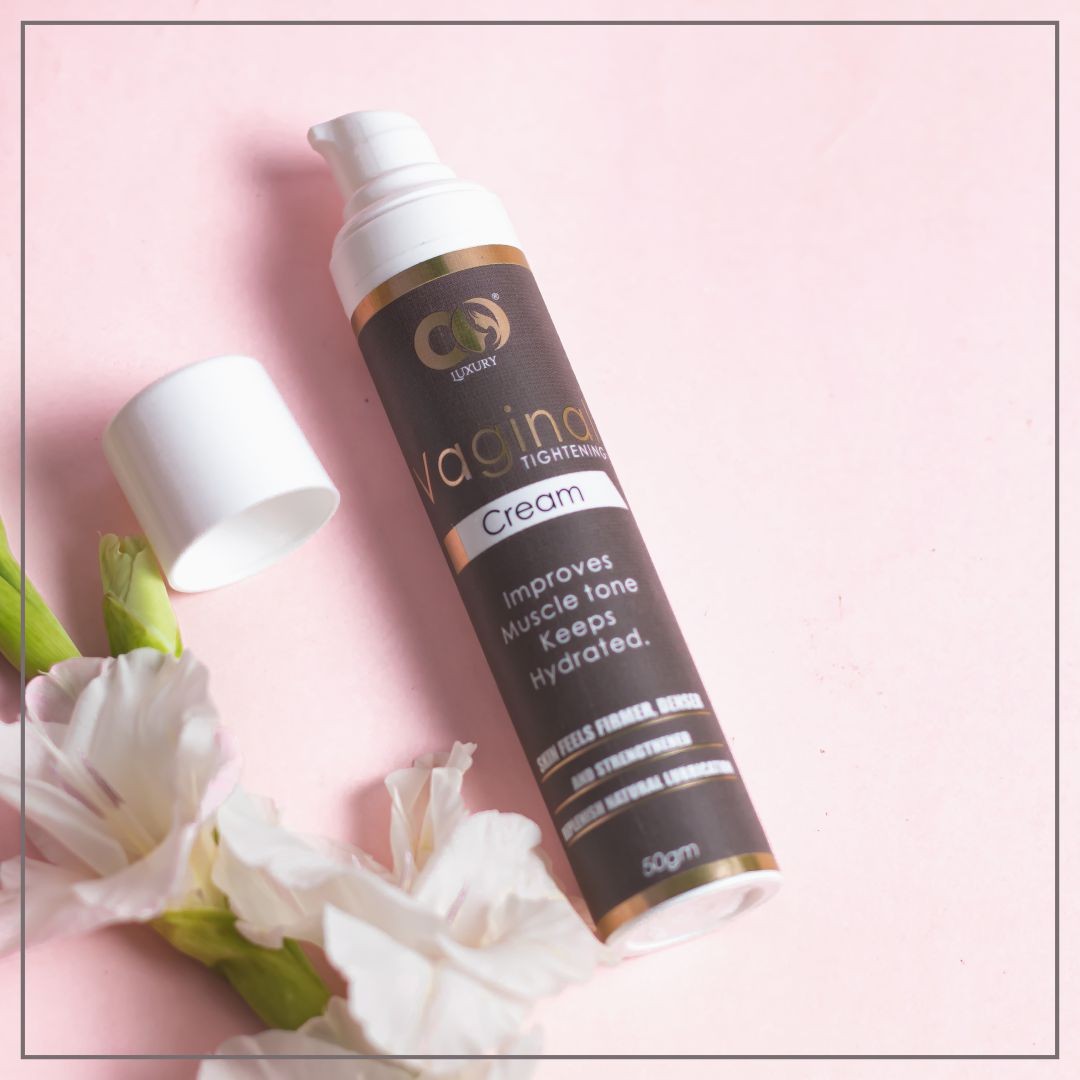 ®
LUXURY
Vaginal
TIGHTENING
Cream
Improves
Muscle tone
Keeps
Hydrated.
SKIN FEELS FIRMER, DENSER
AND STRENGTHENED
REPLENISH NATURAL LUBRICATION
50gm